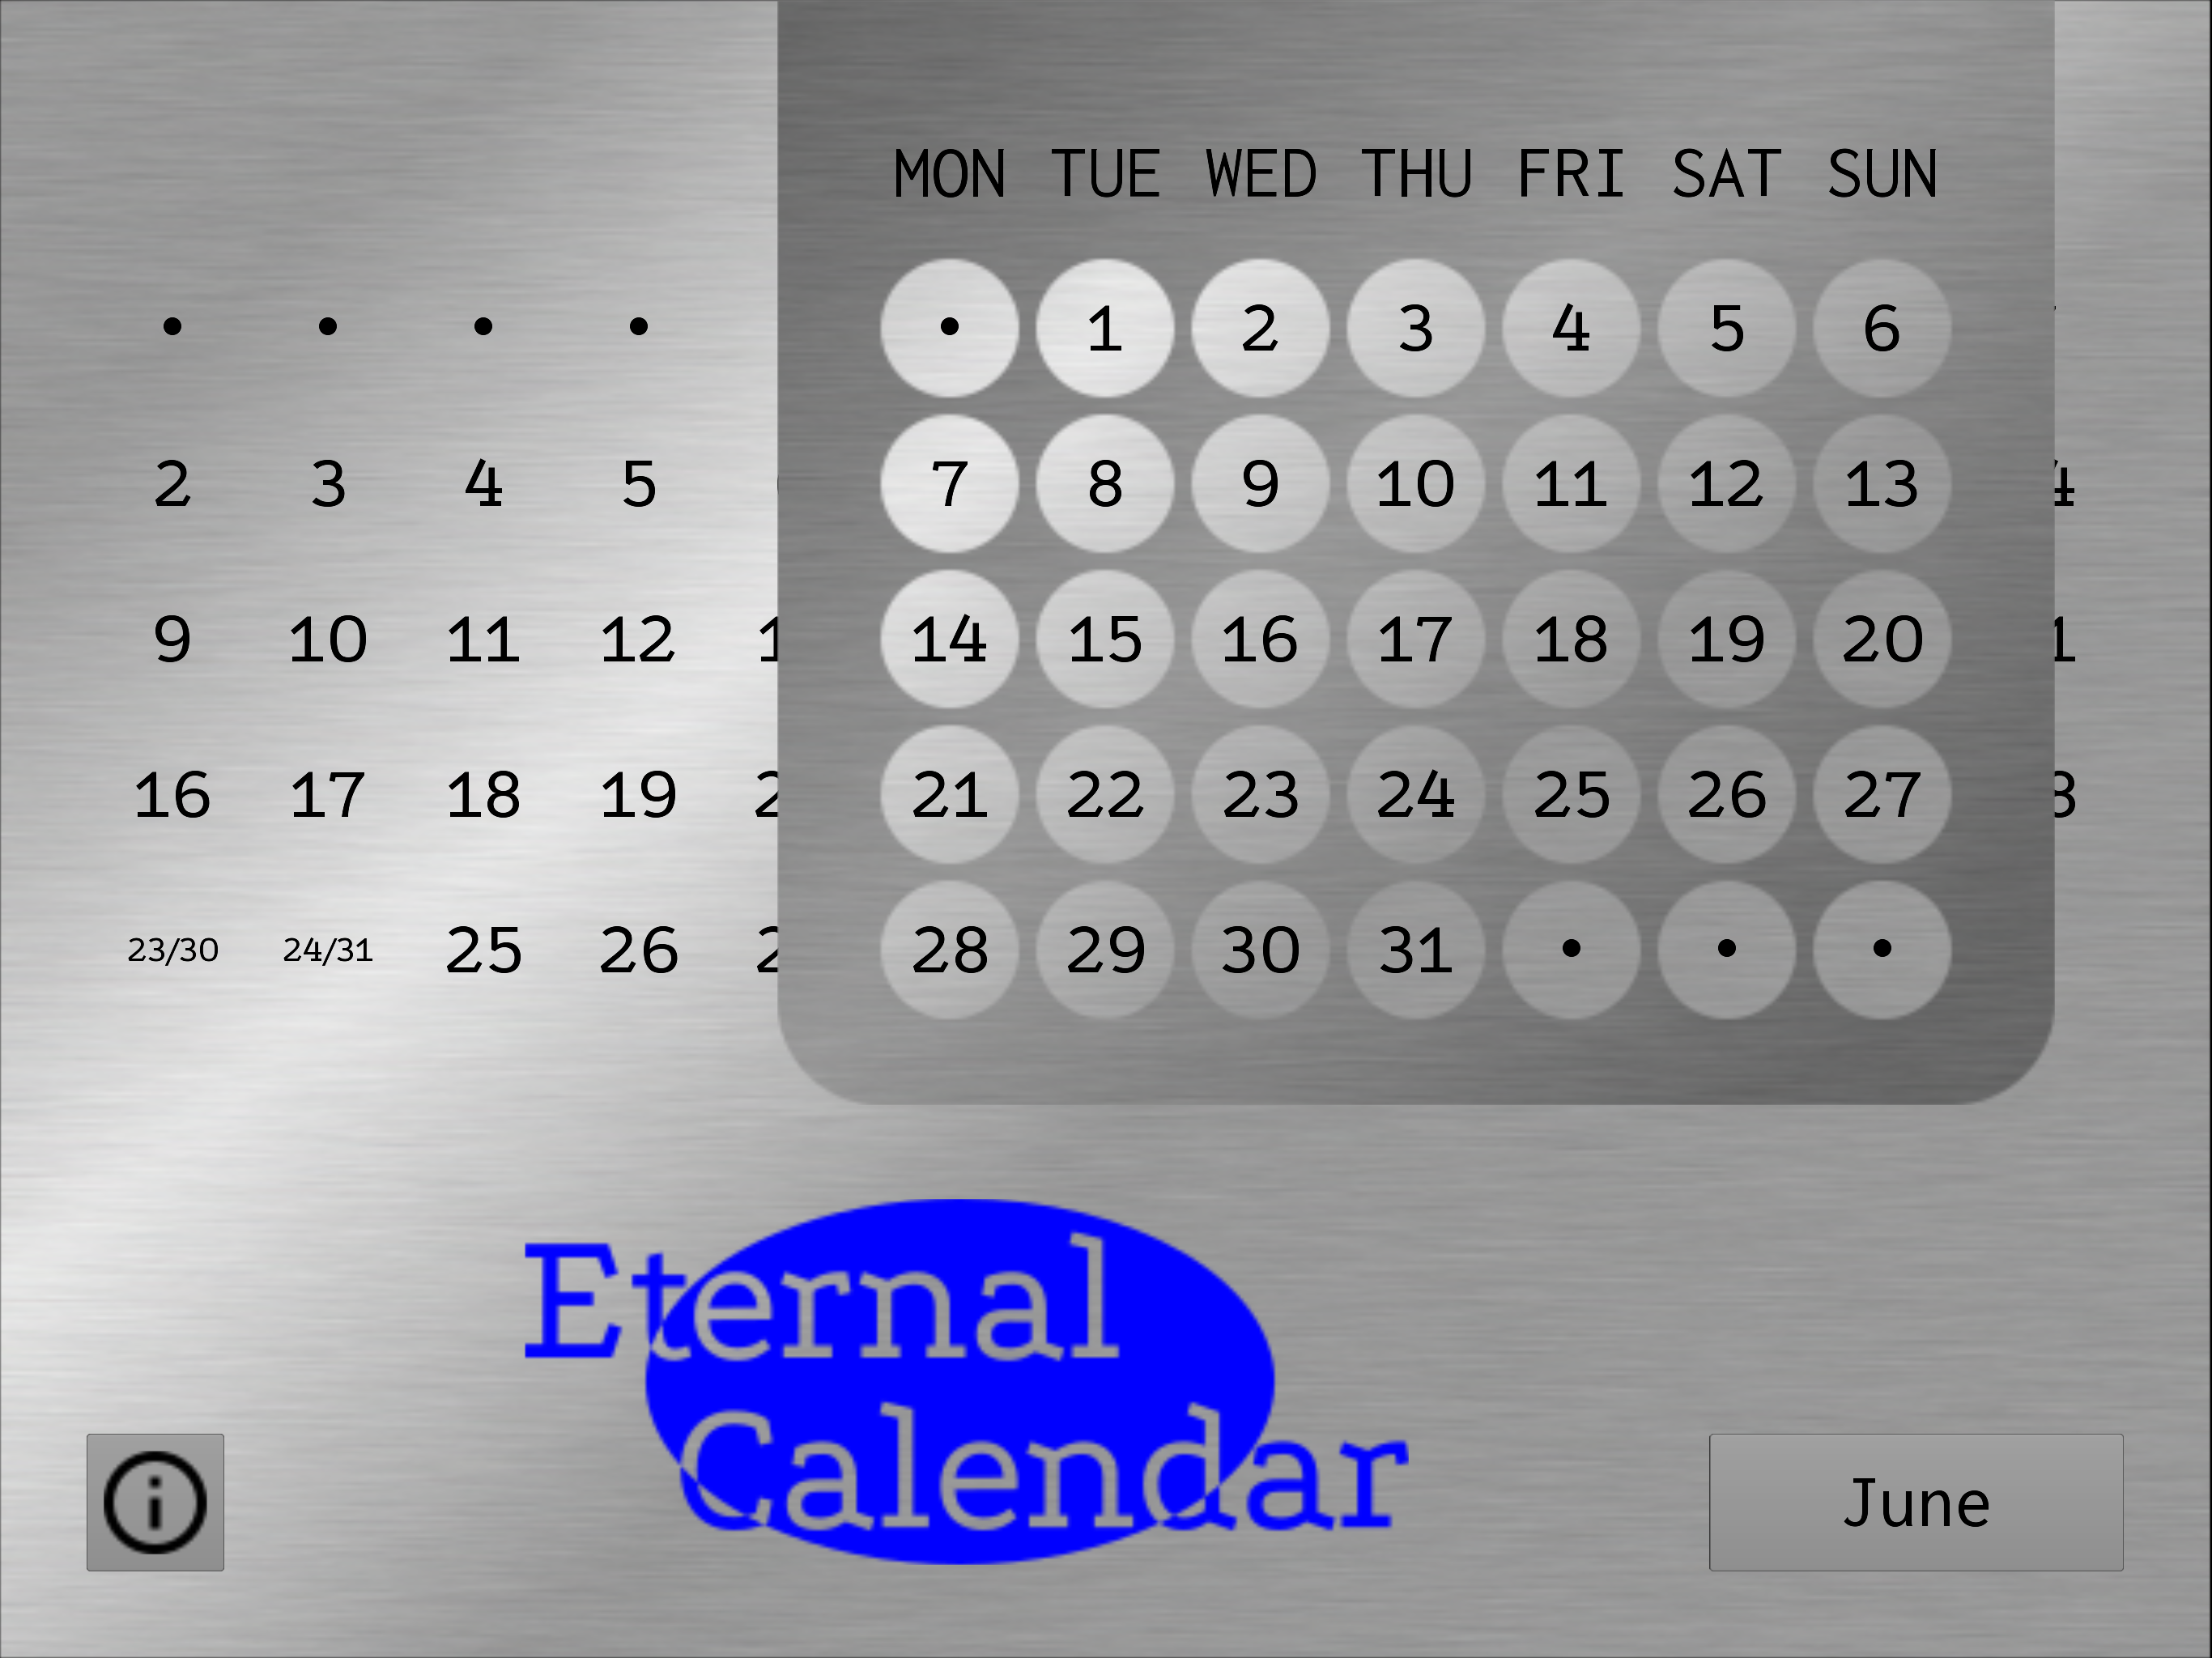 MON TUE WED THU FRI SAT SUN
• • • • • 1 2 3 4 5 6
2 3 4 5 7 8 9 10 11 12 13
9 10 11 12 14 15 16 17 18 19 20
16 17 18 19 21 22 23 24 25 26 27
23/30 24/31 25 26 28 29 30 31 • • •
Eternal
Calendar
June